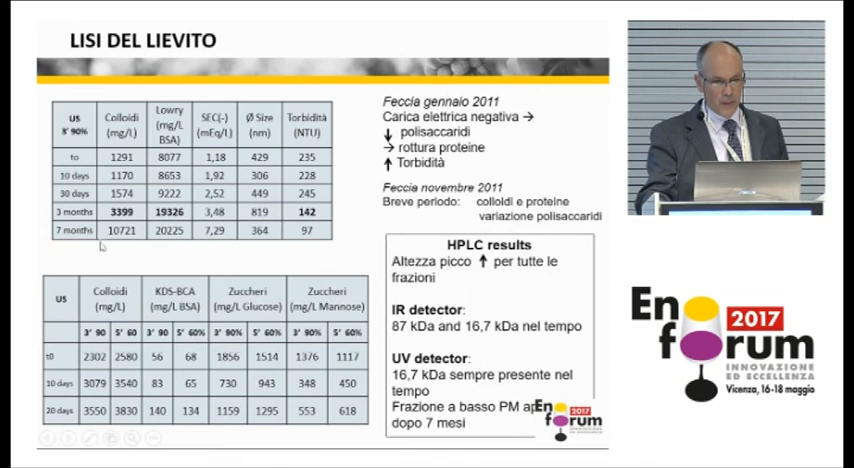 LISI DEL LIEVITO
US 3' 90% Colloidi (mg/L) Lowry (mg/L BSA) SEC(-) (mEq/L) Ø Size (nm) Torbidità (NTU)
t0 1291 8077 1,18 429 235
10 days 1170 8653 1,92 306 228
30 days 1574 9222 2,52 449 245
3 months 3399 19326 3,48 819 142
7 months 10721 20225 7,29 364 97
US Colloidi (mg/L) KDS-BCA (mg/L BSA) Zuccheri (mg/L Glucose) Zuccheri (mg/L Mannose)
3' 90 5' 60 3' 90 5' 60% 3' 90% 5' 60% 3' 90% 5' 60%
t0 2302 2580 56 68 1856 1514 1376 1117
10 days 3079 3540 83 65 730 943 348 450
20 days 3550 3830 140 134 1159 1295 553 618
Feccia gennaio 2011
Carica elettrica negativa →
↓ polisaccaridi
→ rottura proteine
↑ Torbidità
Feccia novembre 2011
Breve periodo: colloidi e proteine
variazione polisaccaridi
HPLC results
Altezza picco ↑ per tutte le
frazioni
IR detector:
87 kDa and 16,7 kDa nel tempo
UV detector:
16,7 kDa sempre presente nel
tempo
Frazione a basso PM
dopo 7 mesi
Enoforum
2017
Enoforum
2017
INNOVAZIONE
ED ECCELLENZA
Vicenza, 16-18 maggio